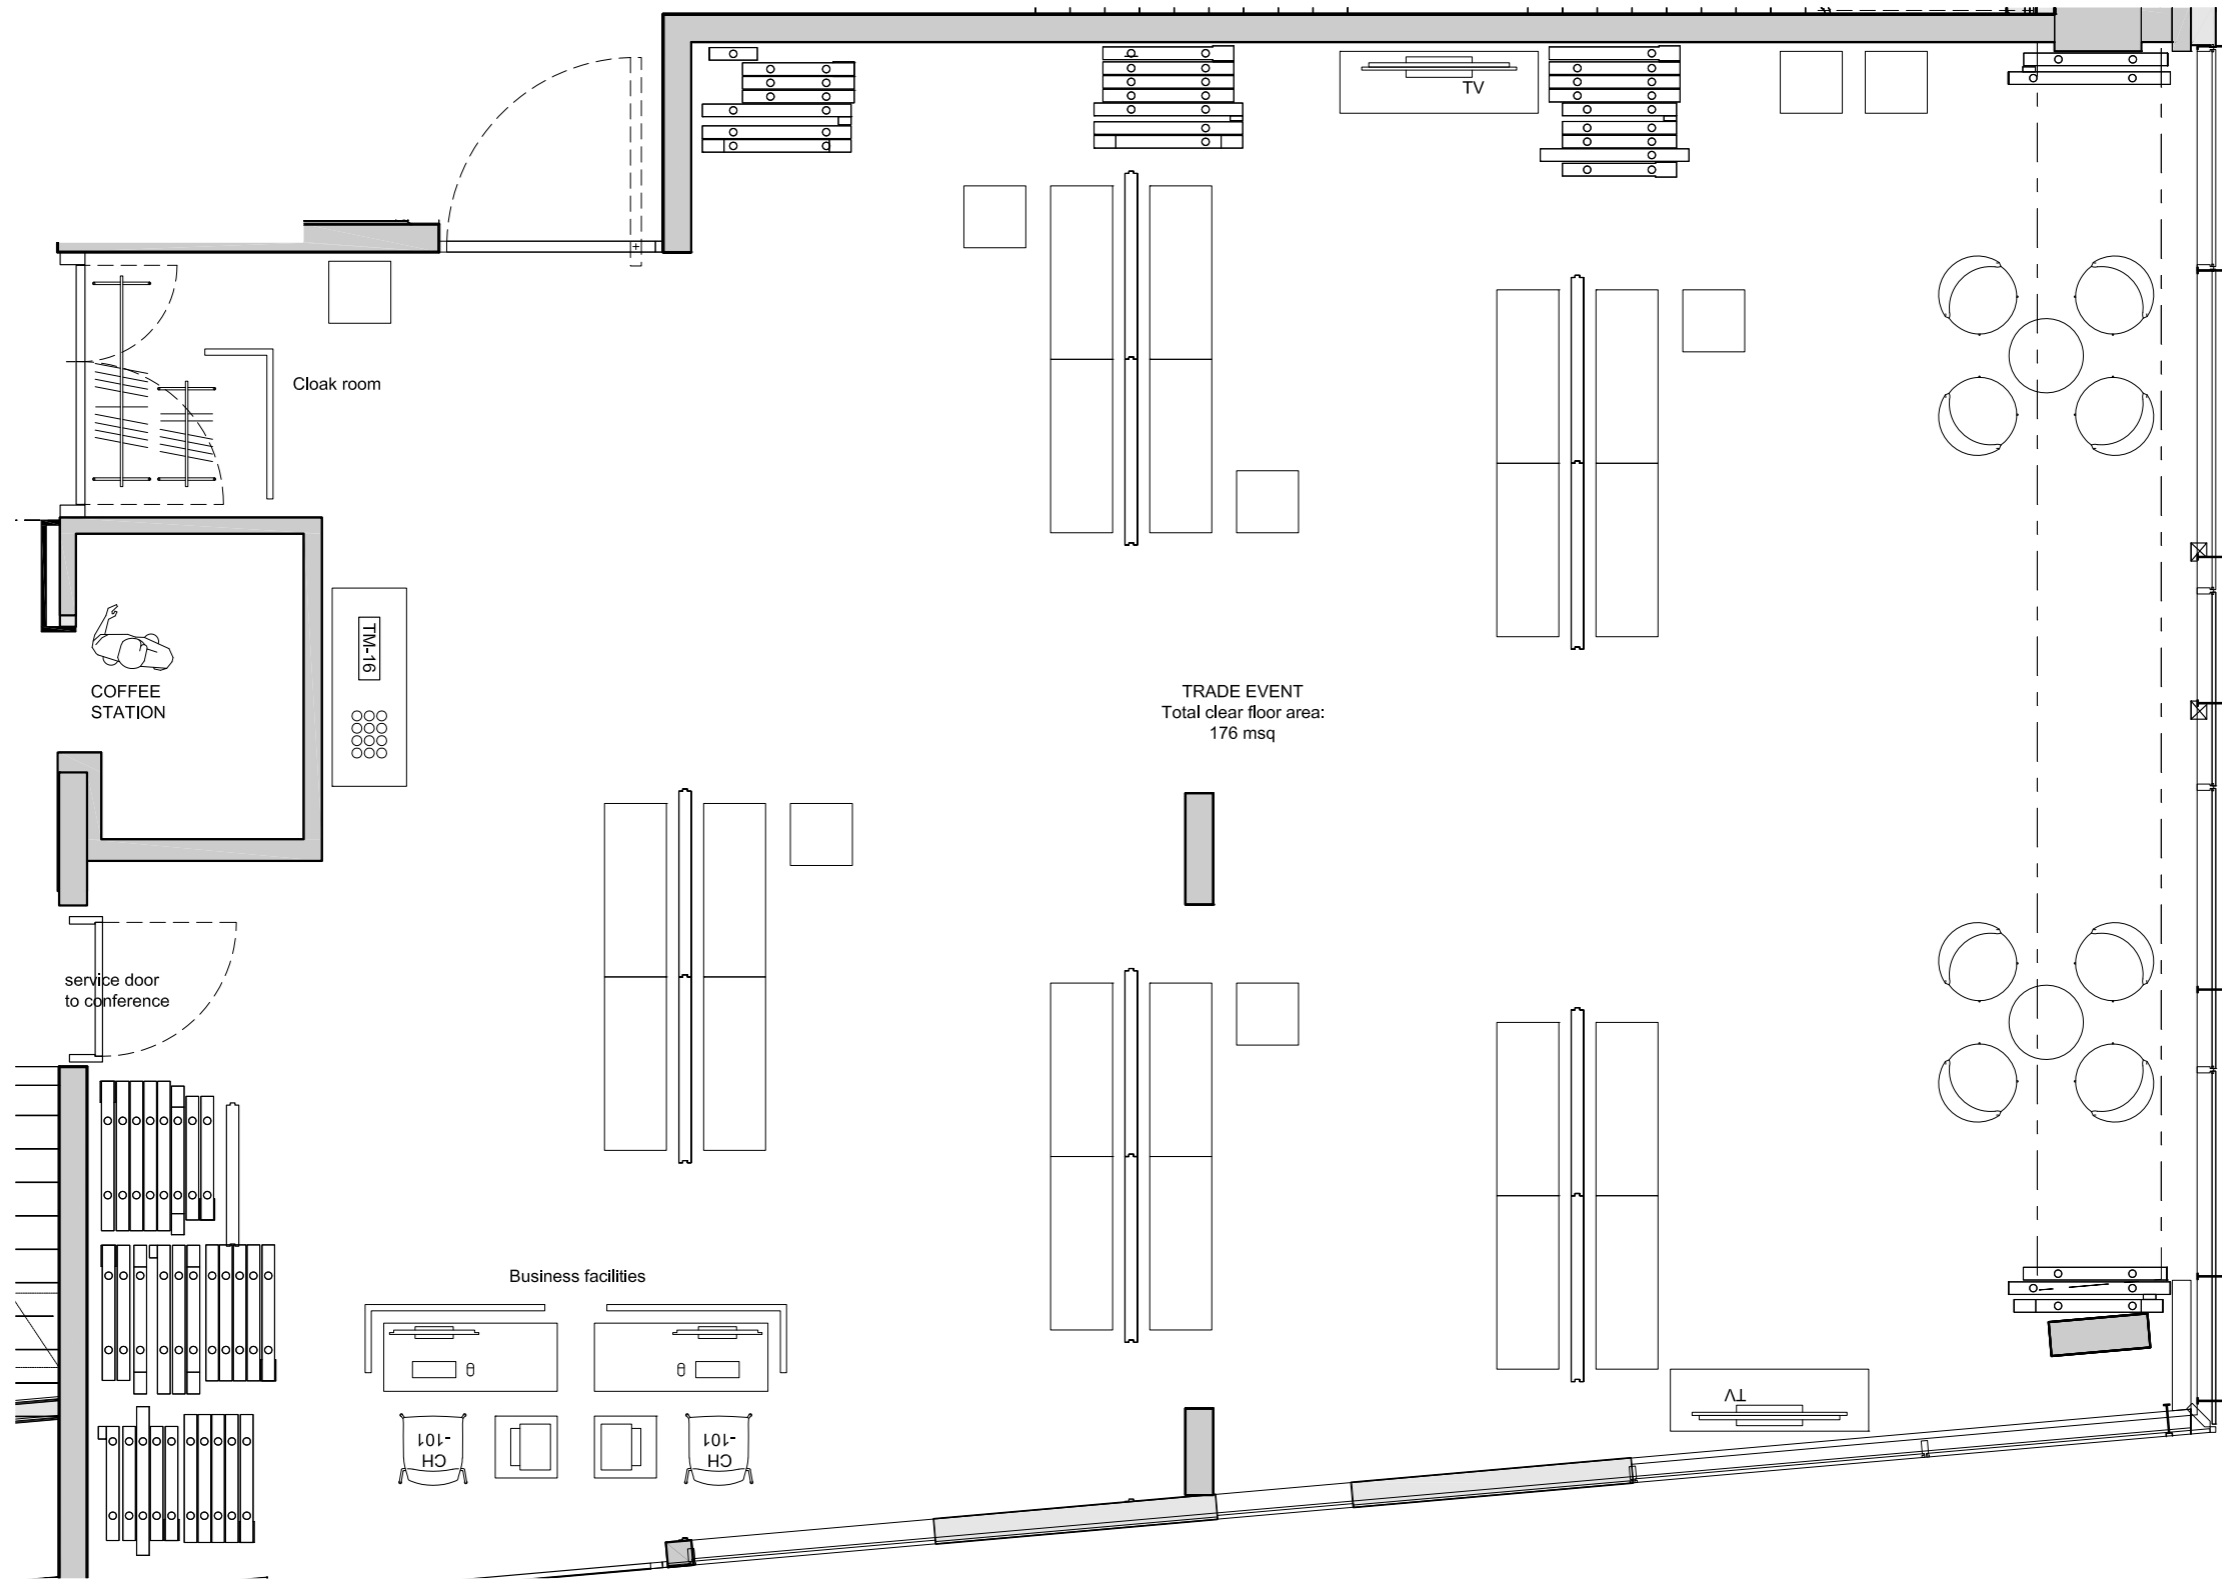 TV
Cloak room
TM-16
COFFEE
STATION
TRADE EVENT
Total clear floor area:
176 msq
service door
to conference
Business facilities
TV
CH
-101
CH
-101